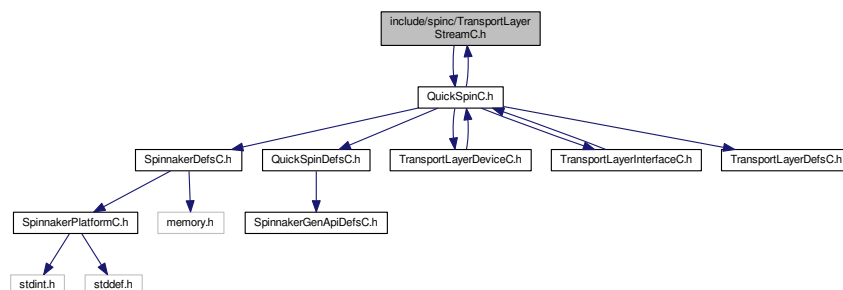 include/spinc/TransportLayer
StreamC.h
QuickSpinC.h
SpinnakerDefsC.h
QuickSpinDefsC.h
TransportLayerDeviceC.h
TransportLayerInterfaceC.h
TransportLayerDefsC.h
SpinnakerPlatformC.h
memory.h
SpinnakerGenApiDefsC.h
stdint.h
stddef.h